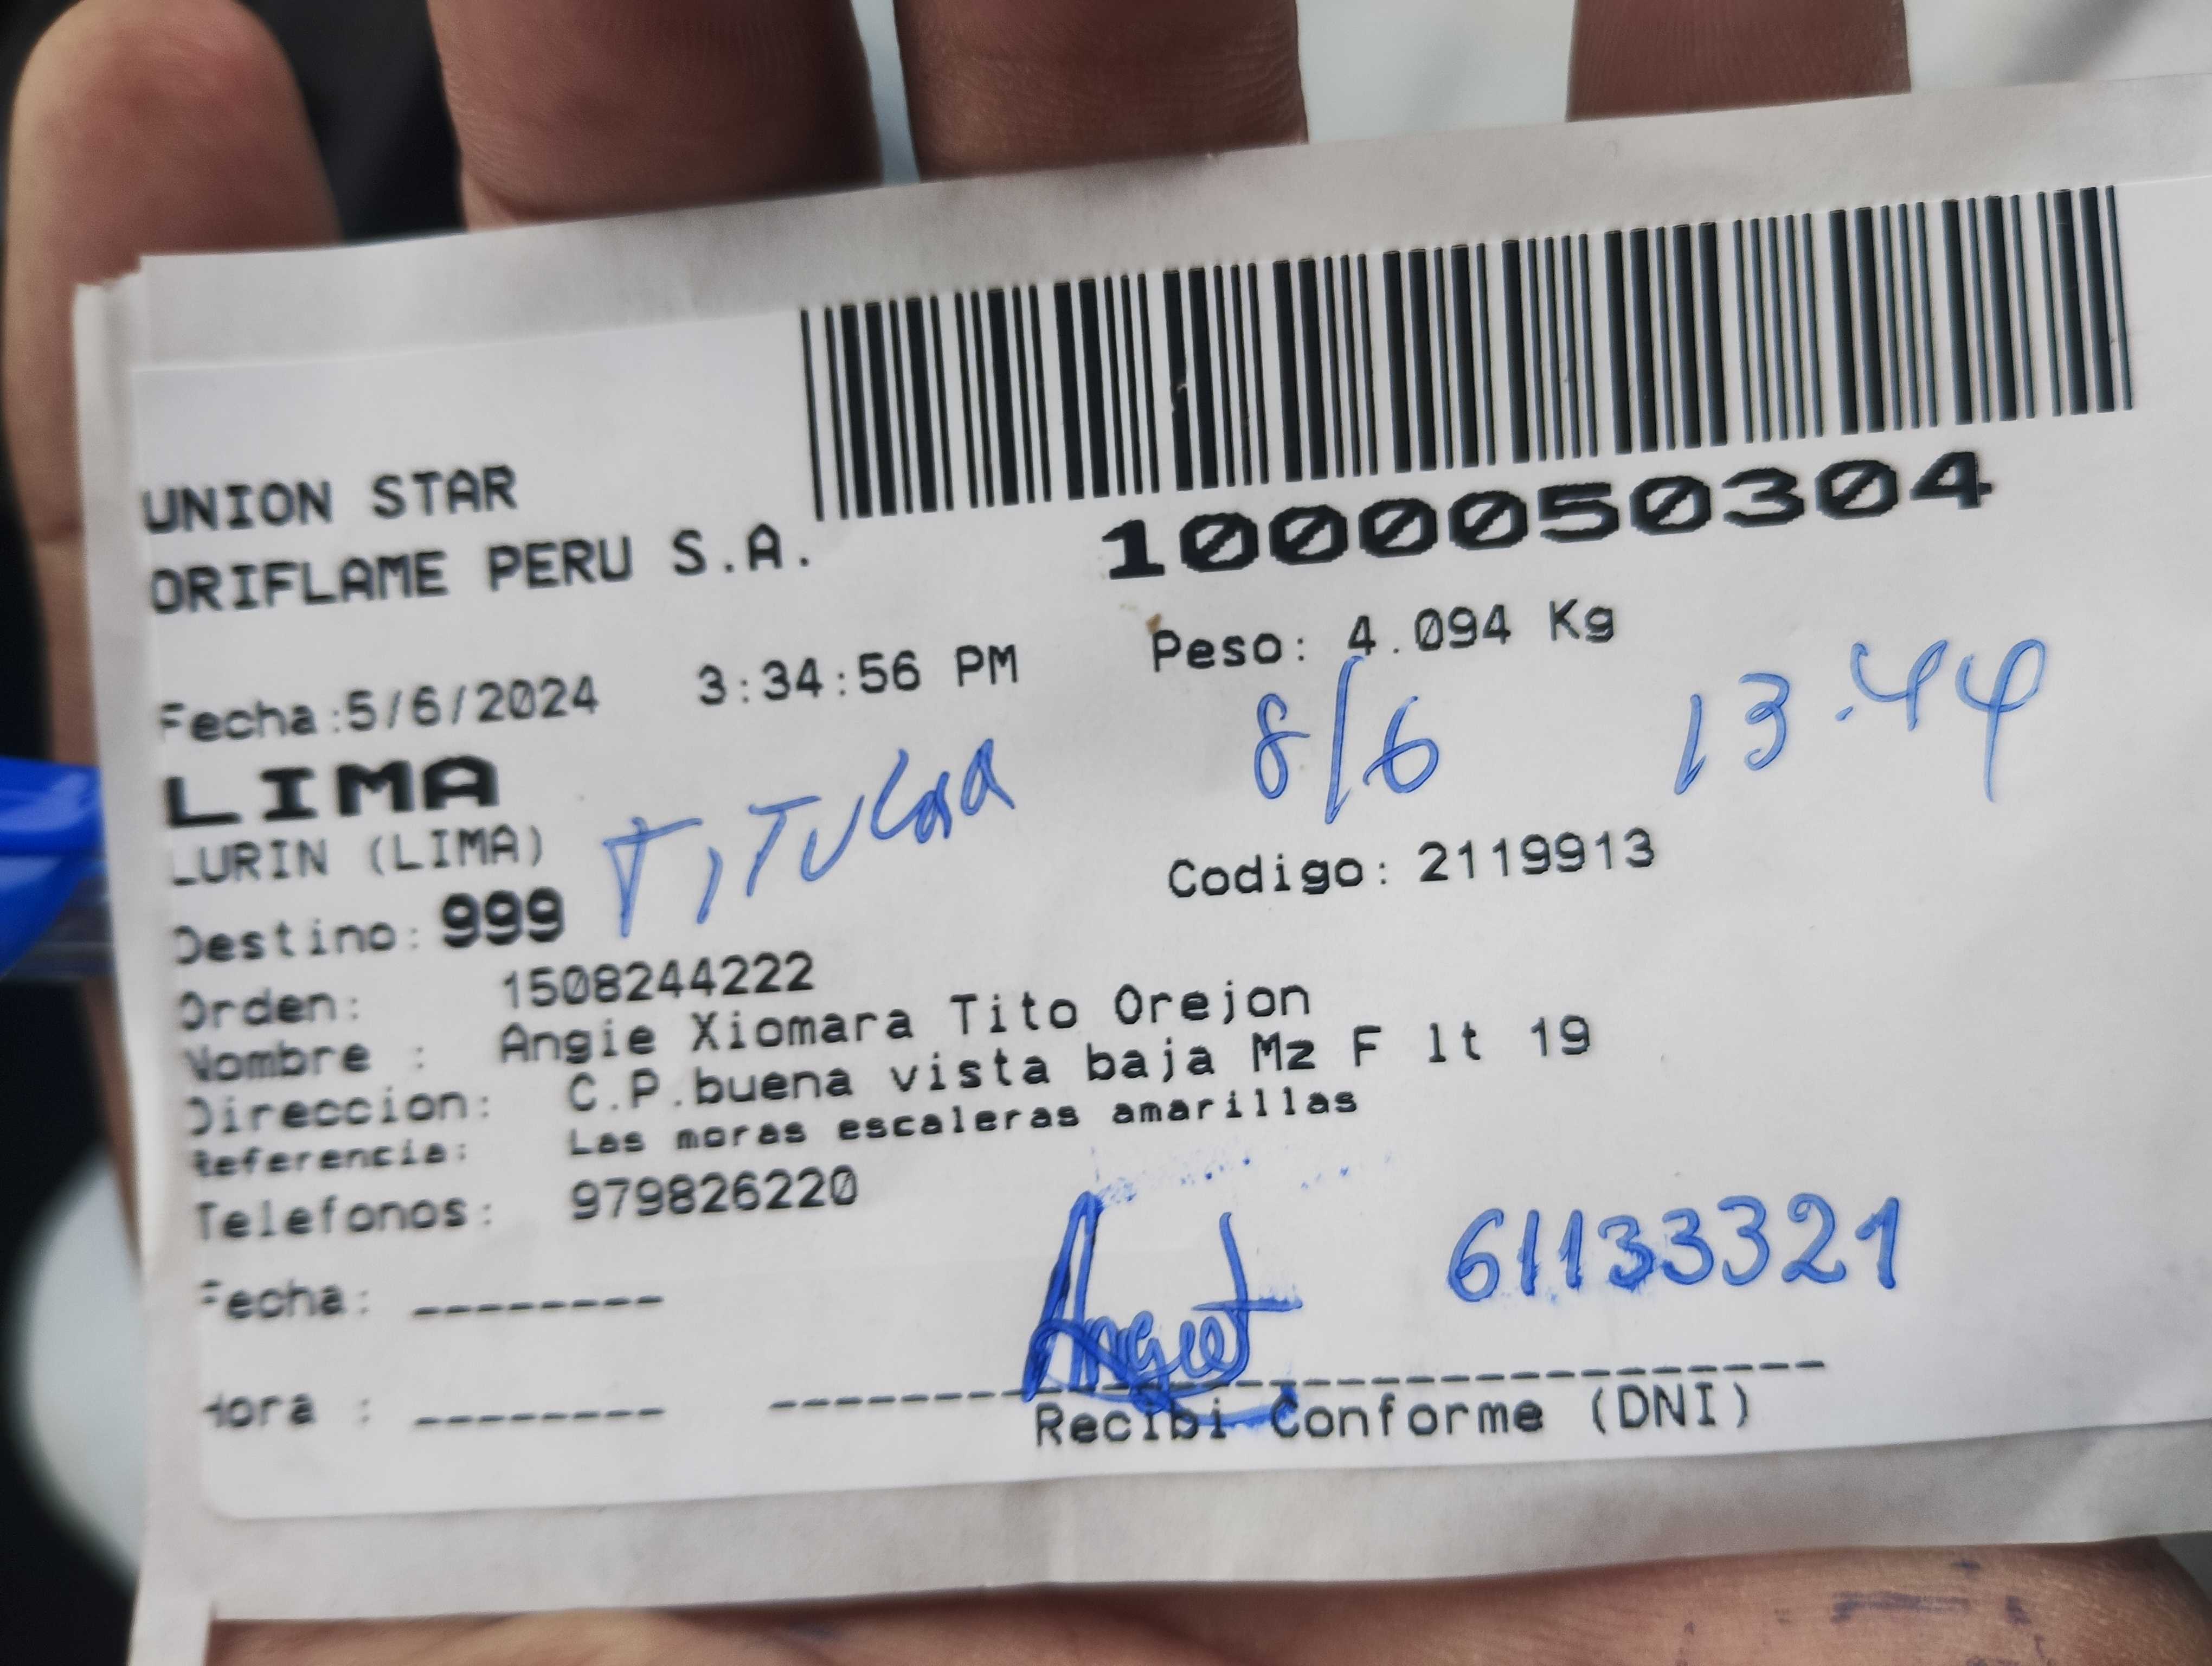 UNION STAR
ORIFLAME PERU S.A.
1000050304
Fecha:5/6/2024 3:34:56 PM Peso: 4.094 Kg
8/6 13:44
LIMA
LURIN (LIMA)
TITULAR
Destino: 999 Codigo: 2119913
Orden: 1508244222
Nombre : Angie Xiomara Tito Orejon
Direccion: C.P.buena vista baja Mz F lt 19
Referencia: Las moras escaleras amarillas
Telefonos: 979826220
61133321
Fecha: --------
Hora : --------
Recibi Conforme (DNI)